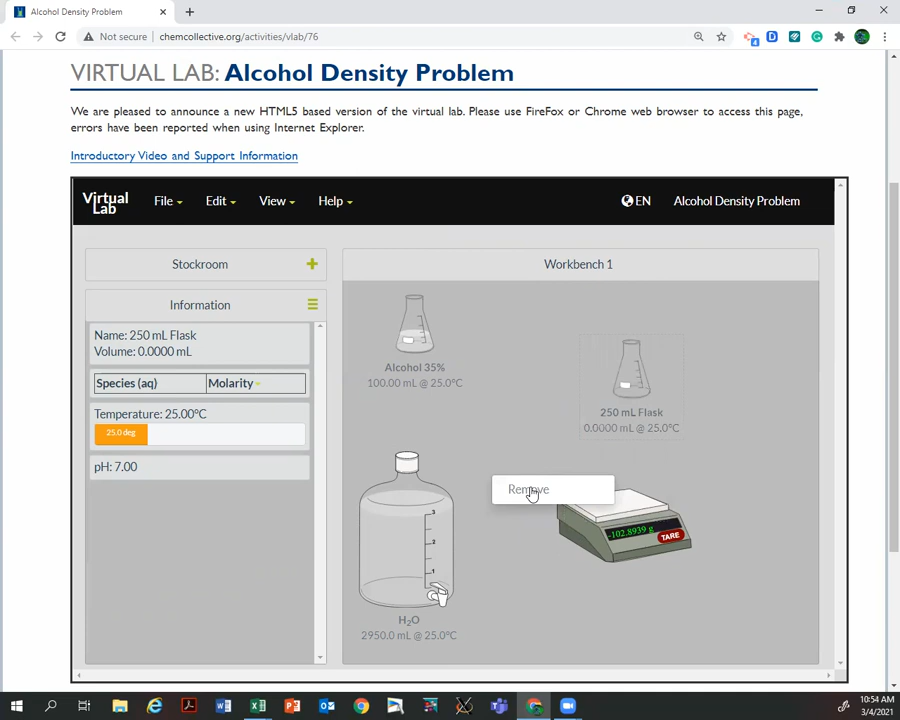 Alcohol Density Problem
Not secure | chemcollective.org/activities/vlab/76
VIRTUAL LAB: Alcohol Density Problem
We are pleased to announce a new HTML5 based version of the virtual lab. Please use FireFox or Chrome web browser to access this page,
errors have been reported when using Internet Explorer.
Introductory Video and Support Information
Virtual Lab File Edit View Help EN Alcohol Density Problem
Stockroom
Workbench 1
Information
Name: 250 mL Flask
Volume: 0.0000 mL
Species (aq) Molarity
Temperature: 25.00°C
25.0 deg
pH: 7.00
Alcohol 35%
100.00 mL @ 25.0°C
250 mL Flask
0.0000 mL @ 25.0°C
Remove
-102.8939 g
TARE
3
2
1
H₂O
2950.0 mL @ 25.0°C
10:54 AM
3/4/2021